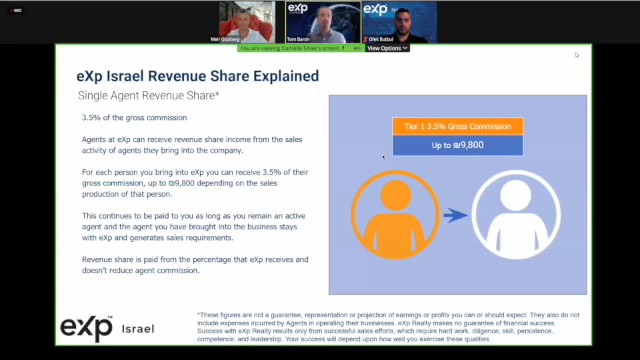 REC
eXp
eXp
Meir Gluzberg
Tom Baron
Ofek Butbul
You are viewing Danielle Silver's screen
View Options
eXp Israel Revenue Share Explained
Single Agent Revenue Share*
3.5% of the gross commission
Agents at eXp can receive revenue share income from the sales
activity of agents they bring into the company.
For each person you bring into eXp you can receive 3.5% of their
gross commission, up to ₪9,800 depending on the sales
production of that person.
This continues to be paid to you as long as you remain an active
agent and the agent you have brought into the business stays
with eXp and generates sales requirements.
Revenue share is paid from the percentage that eXp receives and
doesn't reduce agent commission.
Tier 1 3.5% Gross Commission
Up to ₪9,800
eXp™ Israel
*These figures are not a guarantee, representation or projection of earnings or profits you can or should expect. They also do not
include expenses incurred by Agents in operating their businesses. eXp Realty makes no guarantee of financial success
Success with eXp Realty results only from successful sales efforts, which require hard work, diligence, skill, persistence,
competence, and leadership. Your success will depend upon how well you exercise these qualities.